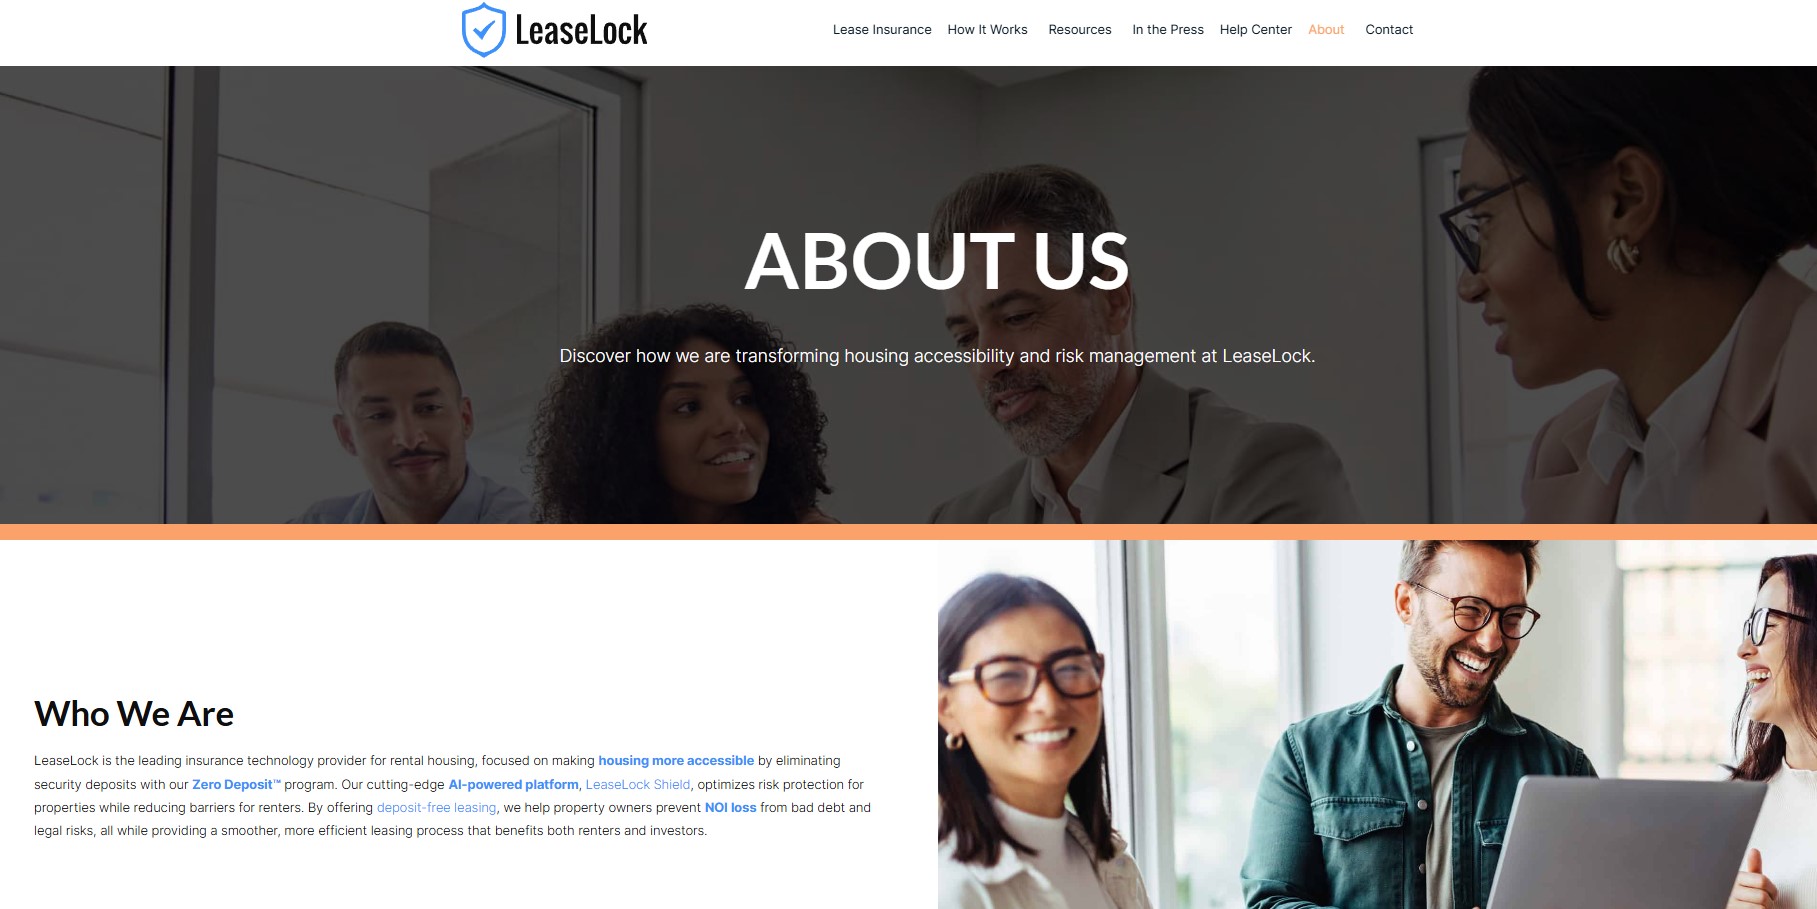 LeaseLock
Lease Insurance How It Works Resources In the Press Help Center About Contact
ABOUT US
Discover how we are transforming housing accessibility and risk management at LeaseLock.
Who We Are
LeaseLock is the leading insurance technology provider for rental housing, focused on making housing more accessible by eliminating
security deposits with our Zero Deposit™ program. Our cutting-edge AI-powered platform, LeaseLock Shield, optimizes risk protection for
properties while reducing barriers for renters. By offering deposit-free leasing, we help property owners prevent NOI loss from bad debt and
legal risks, all while providing a smoother, more efficient leasing process that benefits both renters and investors.